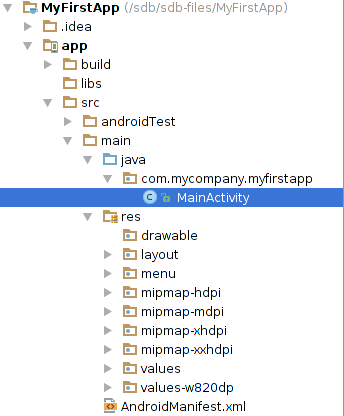 MyFirstApp (/sdb/sdb-files/MyFirstApp)
.idea
app
build
libs
src
androidTest
main
java
com.mycompany.myfirstapp
C MainActivity
res
drawable
layout
menu
mipmap-hdpi
mipmap-mdpi
mipmap-xhdpi
mipmap-xxhdpi
values
values-w820dp
AndroidManifest.xml